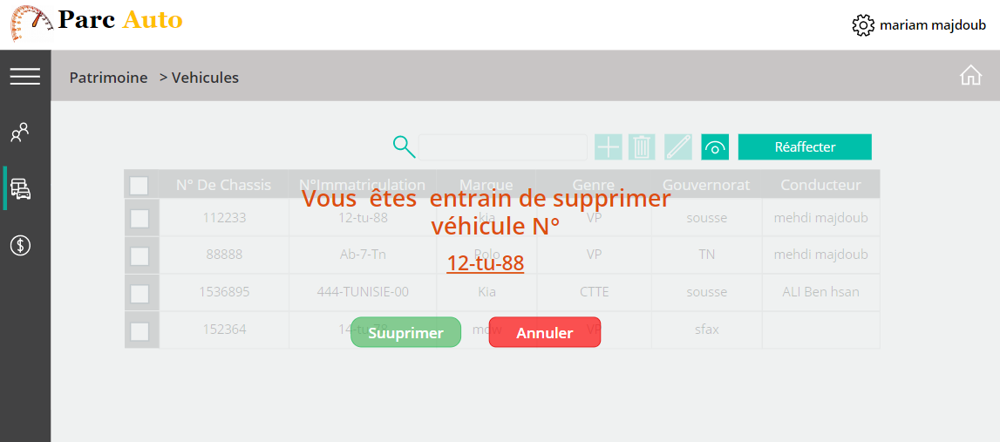 Parc Auto
mariam majdoub
Patrimoine > Vehicules
Réaffecter
N° De Chassis N°Immatriculation Marque Genre Gouvernorat Conducteur
Vous êtes entrain de supprimer
112233 12-tu-88 kia VP sousse mehdi majdoub
véhicule N°
88888 Ab-7-Tn Polo VP TN mehdi majdoub
12-tu-88
1536895 444-TUNISIE-00 Kia CTTE sousse ALI Ben hsan
152364 14-tu-78 VP sfax
Suuprimer Annuler